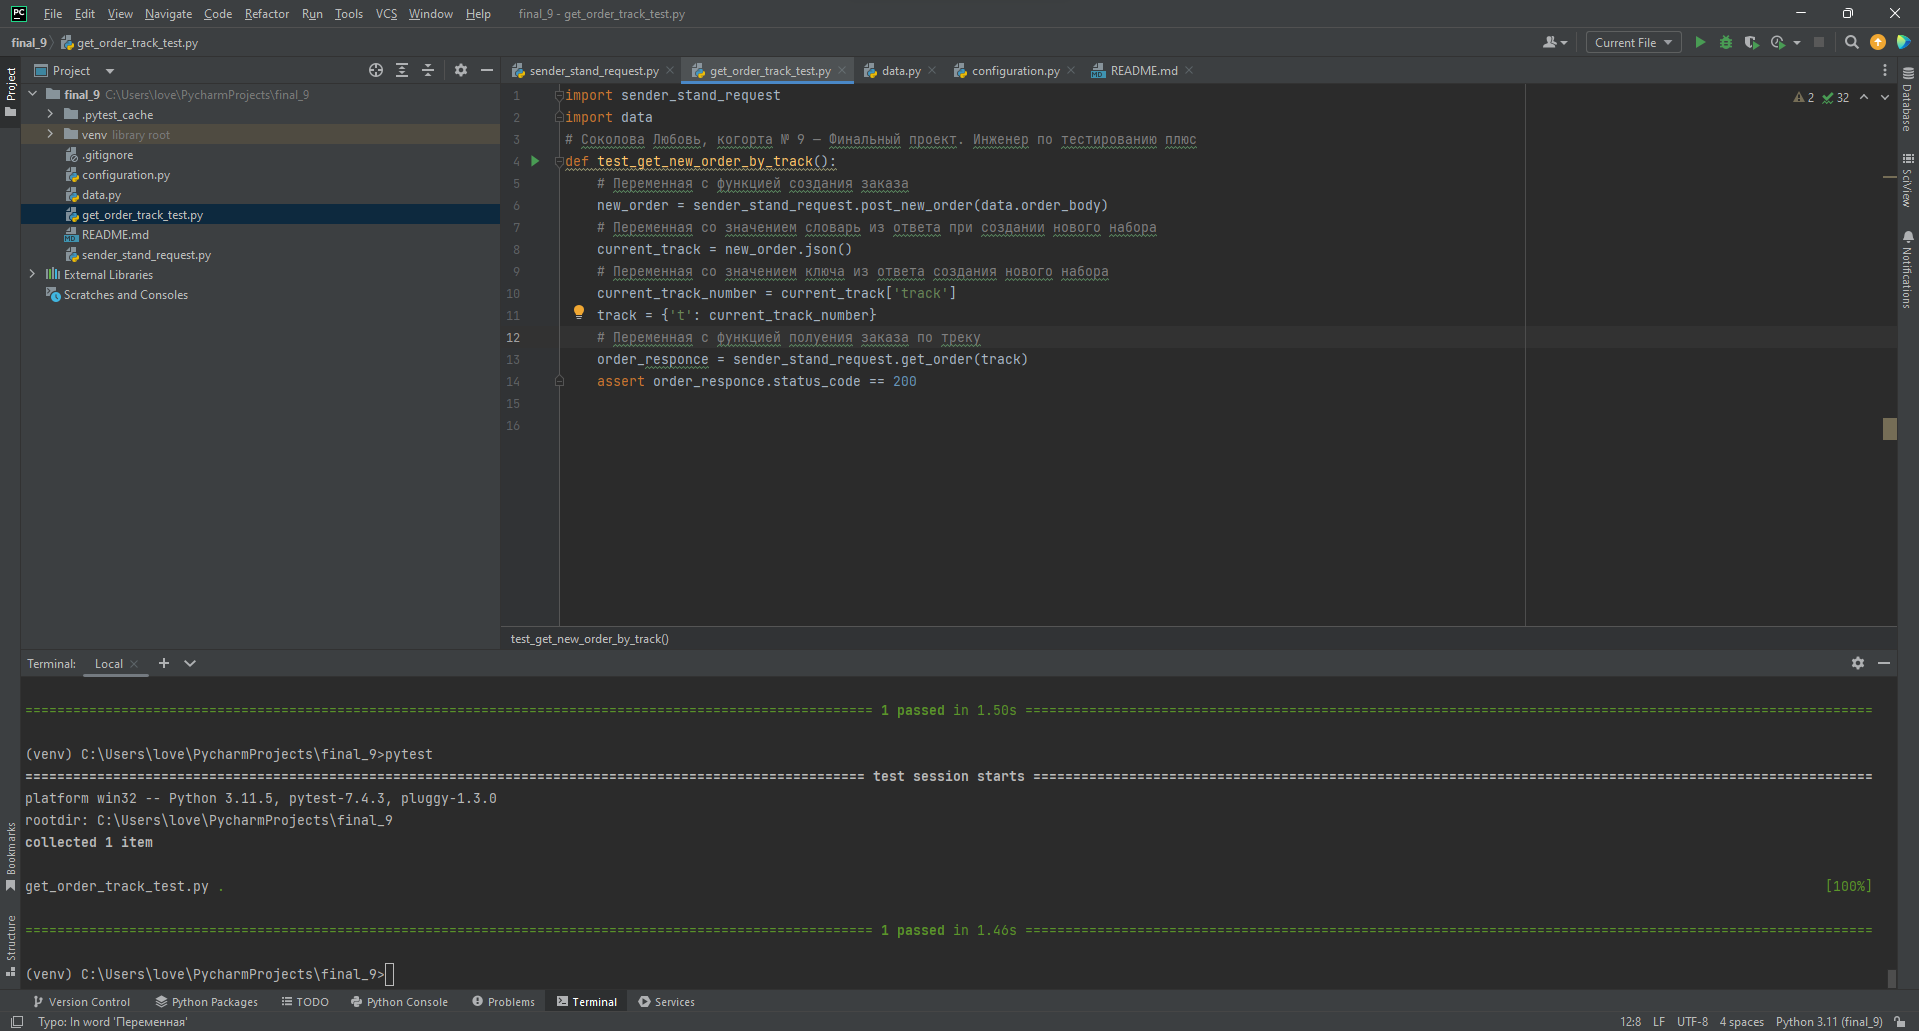 PC File Edit View Navigate Code Refactor Run Tools VCS Window Help final_9 - get_order_track_test.py
final_9 get_order_track_test.py Current File
Project
sender_stand_request.py get_order_track_test.py data.py configuration.py README.md
final_9 C:\Users\love\PycharmProjects\final_9
.pytest_cache
venv library root
.gitignore
configuration.py
data.py
get_order_track_test.py
README.md
sender_stand_request.py
External Libraries
Scratches and Consoles
1 import sender_stand_request
2 import data
3 # Соколова Любовь, когорта № 9 — Финальный проект. Инженер по тестированию плюс
4 def test_get_new_order_by_track():
5 # Переменная с функцией создания заказа
6 new_order = sender_stand_request.post_new_order(data.order_body)
7 # Переменная со значением словарь из ответа при создании нового набора
8 current_track = new_order.json()
9 # Переменная со значением ключа из ответа создания нового набора
10 current_track_number = current_track['track']
11 track = {'t': current_track_number}
12 # Переменная с функцией полуения заказа по треку
13 order_responce = sender_stand_request.get_order(track)
14 assert order_responce.status_code == 200
15
16
2 32
test_get_new_order_by_track()
Project
Bookmarks
Structure
Database
SciView
Notifications
Terminal: Local
============ 1 passed in 1.50s ============
(venv) C:\Users\love\PycharmProjects\final_9>pytest
============ test session starts ============
platform win32 -- Python 3.11.5, pytest-7.4.3, pluggy-1.3.0
rootdir: C:\Users\love\PycharmProjects\final_9
collected 1 item
get_order_track_test.py . [100%]
============ 1 passed in 1.46s ============
(venv) C:\Users\love\PycharmProjects\final_9>
Version Control Python Packages TODO Python Console Problems Terminal Services
Typo: In word 'Переменная' 12:8 LF UTF-8 4 spaces Python 3.11 (final_9)